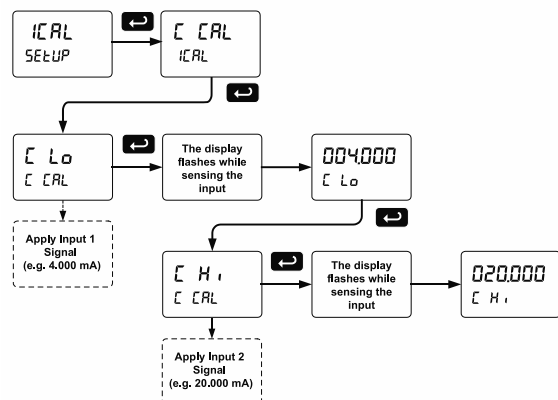 ICAL
SEtUP
C CAL
ICAL
C Lo
C CAL
The display
flashes while
sensing the
input
004.000
C Lo
Apply Input 1
Signal
(e.g. 4.000 mA)
C Hi
C CAL
The display
flashes while
sensing the
input
020.000
C Hi
Apply Input 2
Signal
(e.g. 20.000 mA)